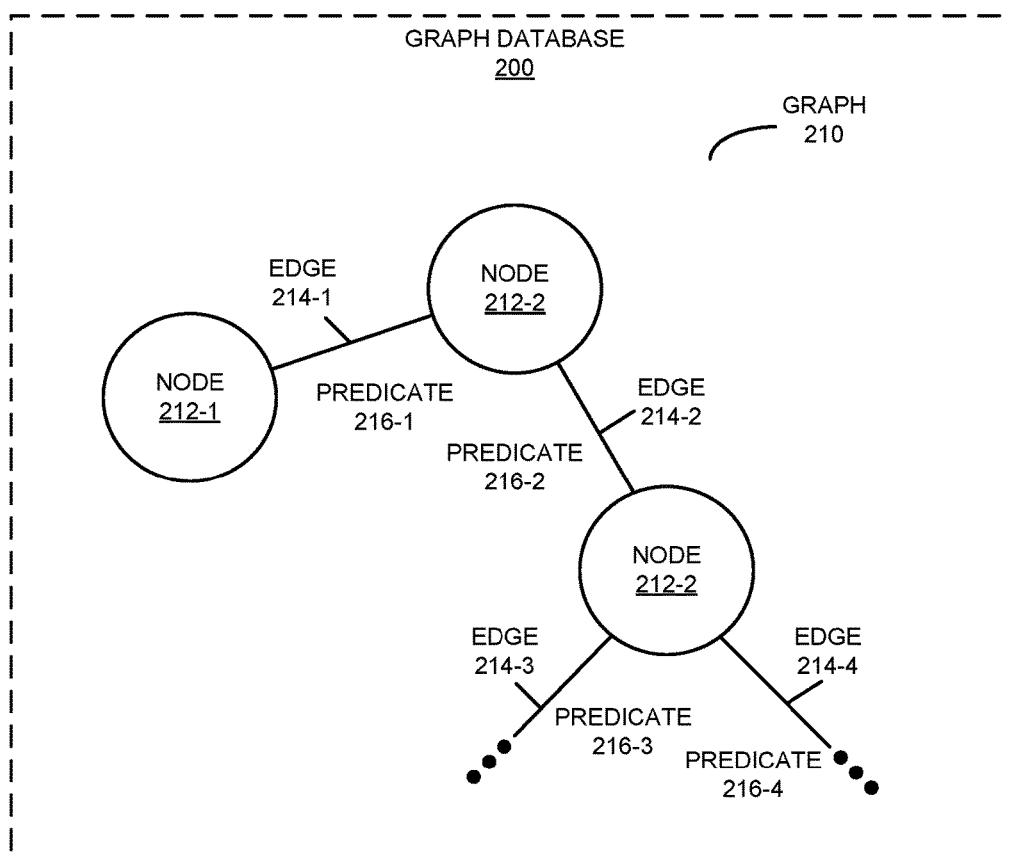 GRAPH DATABASE
200
GRAPH
210
EDGE
214-1
NODE
212-2
NODE
212-1
PREDICATE
216-1
EDGE
214-2
PREDICATE
216-2
NODE
212-2
EDGE
214-3
EDGE
214-4
PREDICATE
216-3
PREDICATE
216-4